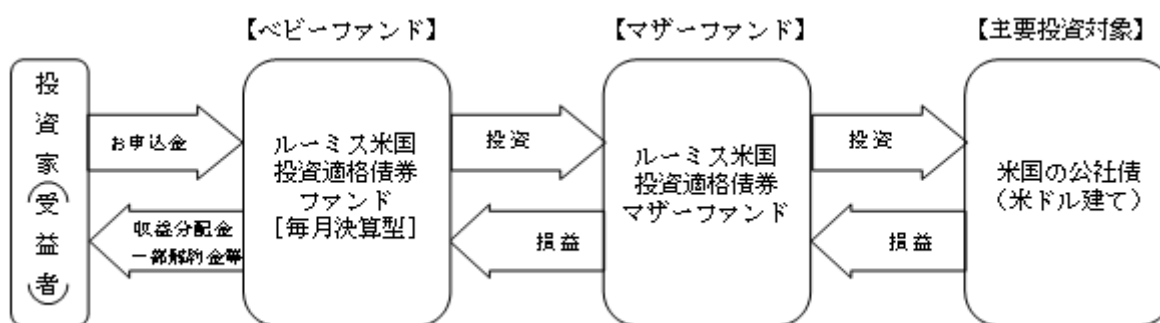 【ベビーファンド】
【マザーファンド】
【主要投資対象】
投資家(受益者)
お申込金
収益分配金
一部解約金等
ルーミス米国
投資適格債券
ファンド
[毎月決算型]
投資
損益
ルーミス米国
投資適格債券
マザーファンド
投資
損益
米国の公社債
(米ドル建て)